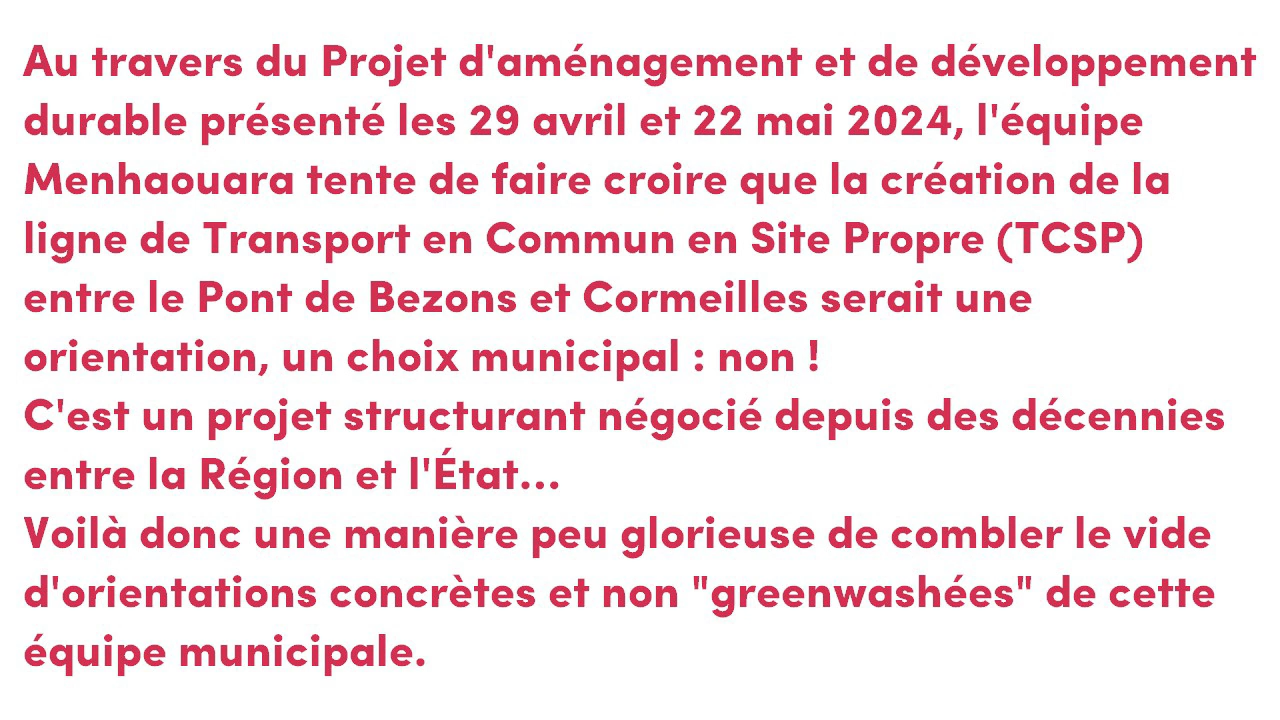 Au travers du Projet d'aménagement et de développement
durable présenté les 29 avril et 22 mai 2024, l'équipe
Menhaouara tente de faire croire que la création de la
ligne de Transport en Commun en Site Propre (TCSP)
entre le Pont de Bezons et Cormeilles serait une
orientation, un choix municipal : non !
C'est un projet structurant négocié depuis des décennies
entre la Région et l'État...
Voilà donc une manière peu glorieuse de combler le vide
d'orientations concrètes et non "greenwashées" de cette
équipe municipale.